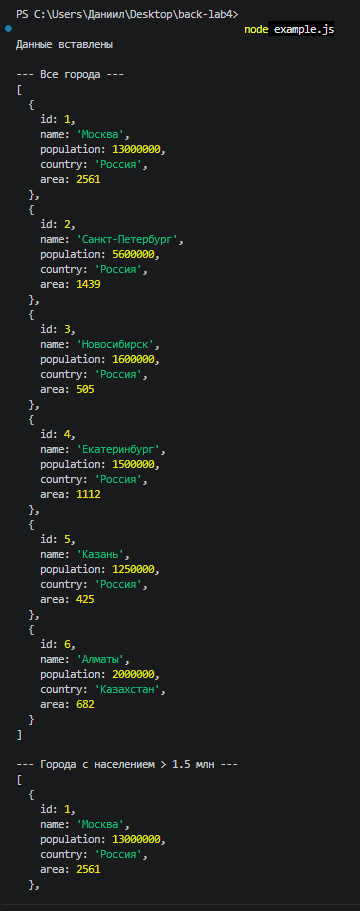 PS C:\Users\Даниил\Desktop\back-lab4>
node example.js
Данные вставлены
--- Все города ---
[
{
id: 1,
name: 'Москва',
population: 13000000,
country: 'Россия',
area: 2561
},
{
id: 2,
name: 'Санкт-Петербург',
population: 5600000,
country: 'Россия',
area: 1439
},
{
id: 3,
name: 'Новосибирск',
population: 1600000,
country: 'Россия',
area: 505
},
{
id: 4,
name: 'Екатеринбург',
population: 1500000,
country: 'Россия',
area: 1112
},
{
id: 5,
name: 'Казань',
population: 1250000,
country: 'Россия',
area: 425
},
{
id: 6,
name: 'Алматы',
population: 2000000,
country: 'Казахстан',
area: 682
}
]
--- Города с населением > 1.5 млн ---
[
{
id: 1,
name: 'Москва',
population: 13000000,
country: 'Россия',
area: 2561
},